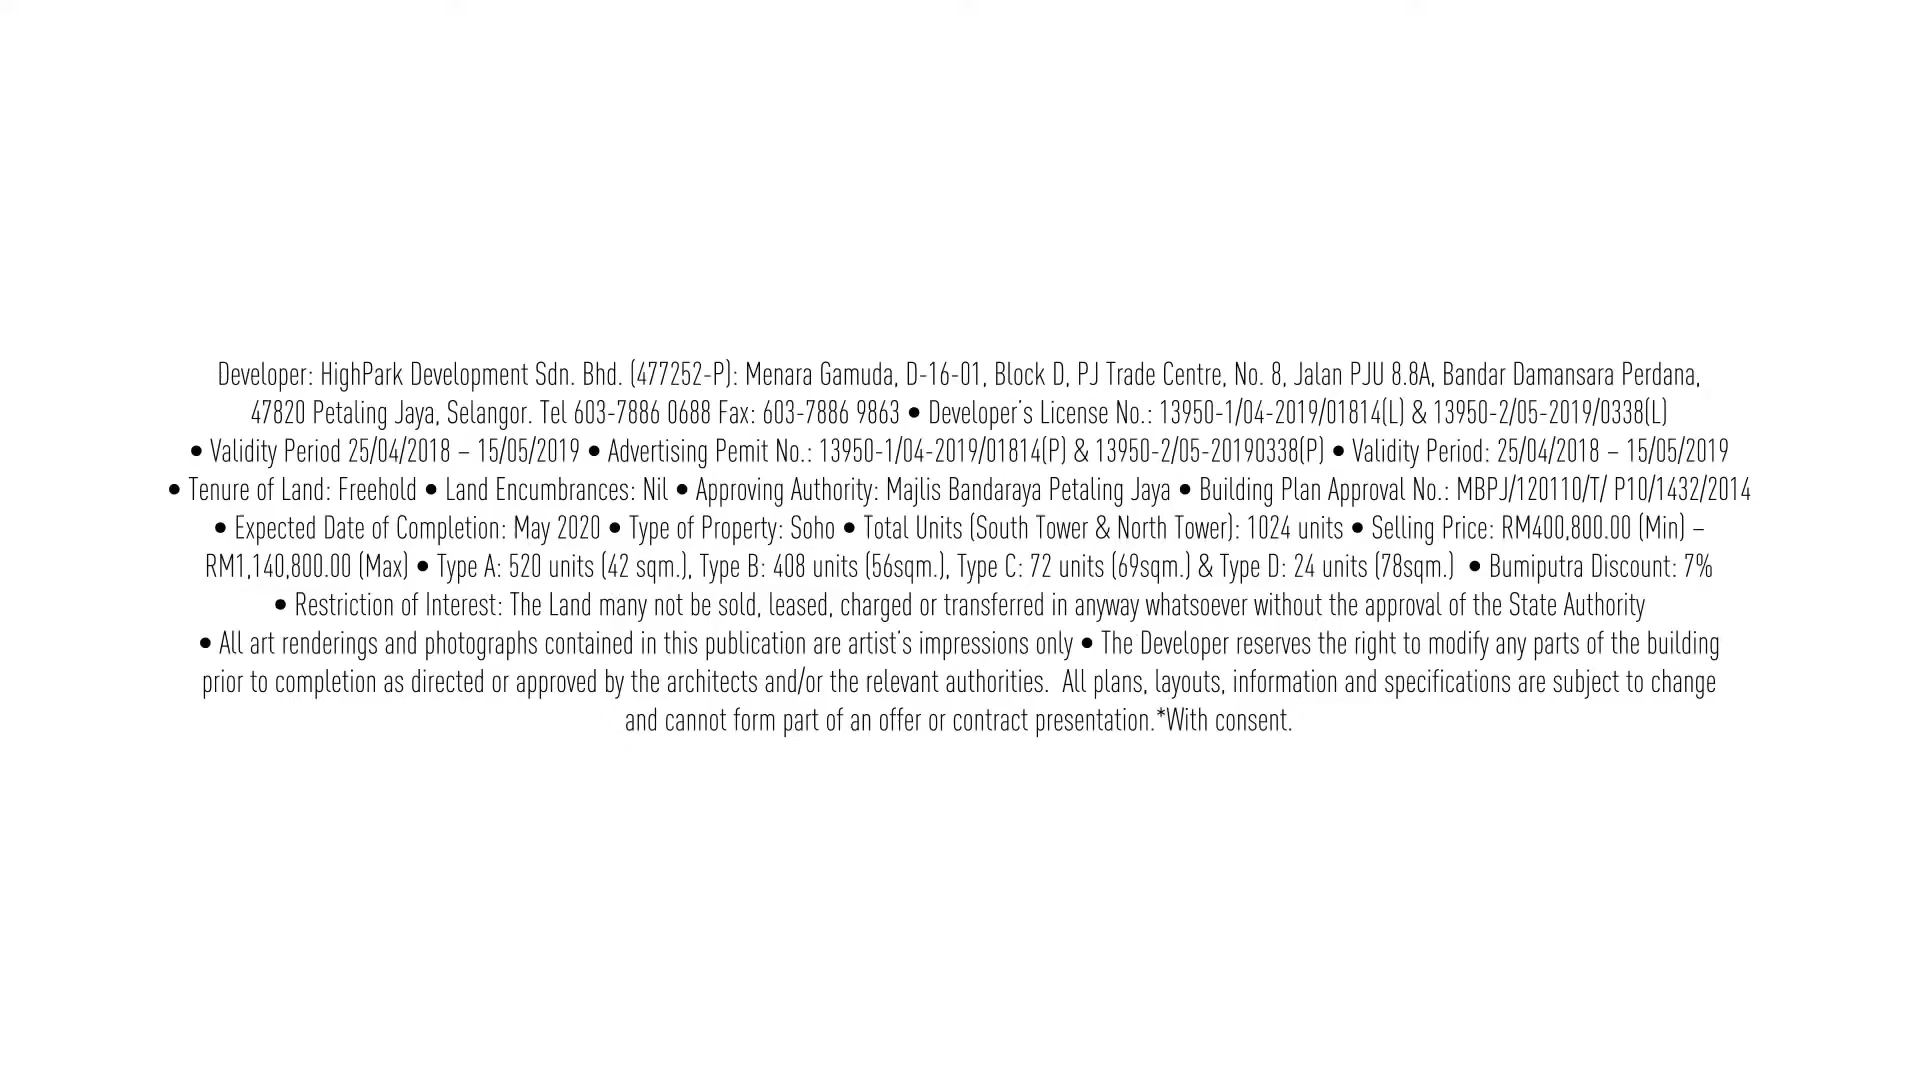 Developer: HighPark Development Sdn. Bhd. (477252-P): Menara Gamuda, D-16-01, Block D, PJ Trade Centre, No. 8, Jalan PJU 8.8A, Bandar Damansara Perdana,
47820 Petaling Jaya, Selangor. Tel 603-7886 0688 Fax: 603-7886 9863 • Developer's License No.: 13950-1/04-2019/01814(L) & 13950-2/05-2019/0338(L)
• Validity Period 25/04/2018 – 15/05/2019 • Advertising Pemit No.: 13950-1/04-2019/01814(P) & 13950-2/05-20190338(P) • Validity Period: 25/04/2018 – 15/05/2019
• Tenure of Land: Freehold • Land Encumbrances: Nil • Approving Authority: Majlis Bandaraya Petaling Jaya • Building Plan Approval No.: MBPJ/120110/T/ P10/1432/2014
• Expected Date of Completion: May 2020 • Type of Property: Soho • Total Units (South Tower & North Tower): 1024 units • Selling Price: RM400,800.00 (Min) –
RM1,140,800.00 (Max) • Type A: 520 units (42 sqm.), Type B: 408 units (56sqm.), Type C: 72 units (69sqm.) & Type D: 24 units (78sqm.) • Bumiputra Discount: 7%
• Restriction of Interest: The Land many not be sold, leased, charged or transferred in anyway whatsoever without the approval of the State Authority
• All art renderings and photographs contained in this publication are artist's impressions only • The Developer reserves the right to modify any parts of the building
prior to completion as directed or approved by the architects and/or the relevant authorities. All plans, layouts, information and specifications are subject to change
and cannot form part of an offer or contract presentation.*With consent.